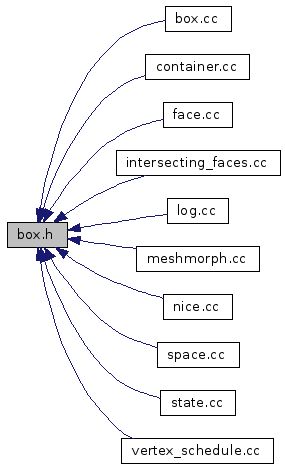 box.cc
container.cc
face.cc
intersecting_faces.cc
log.cc
box.h
meshmorph.cc
nice.cc
space.cc
state.cc
vertex_schedule.cc